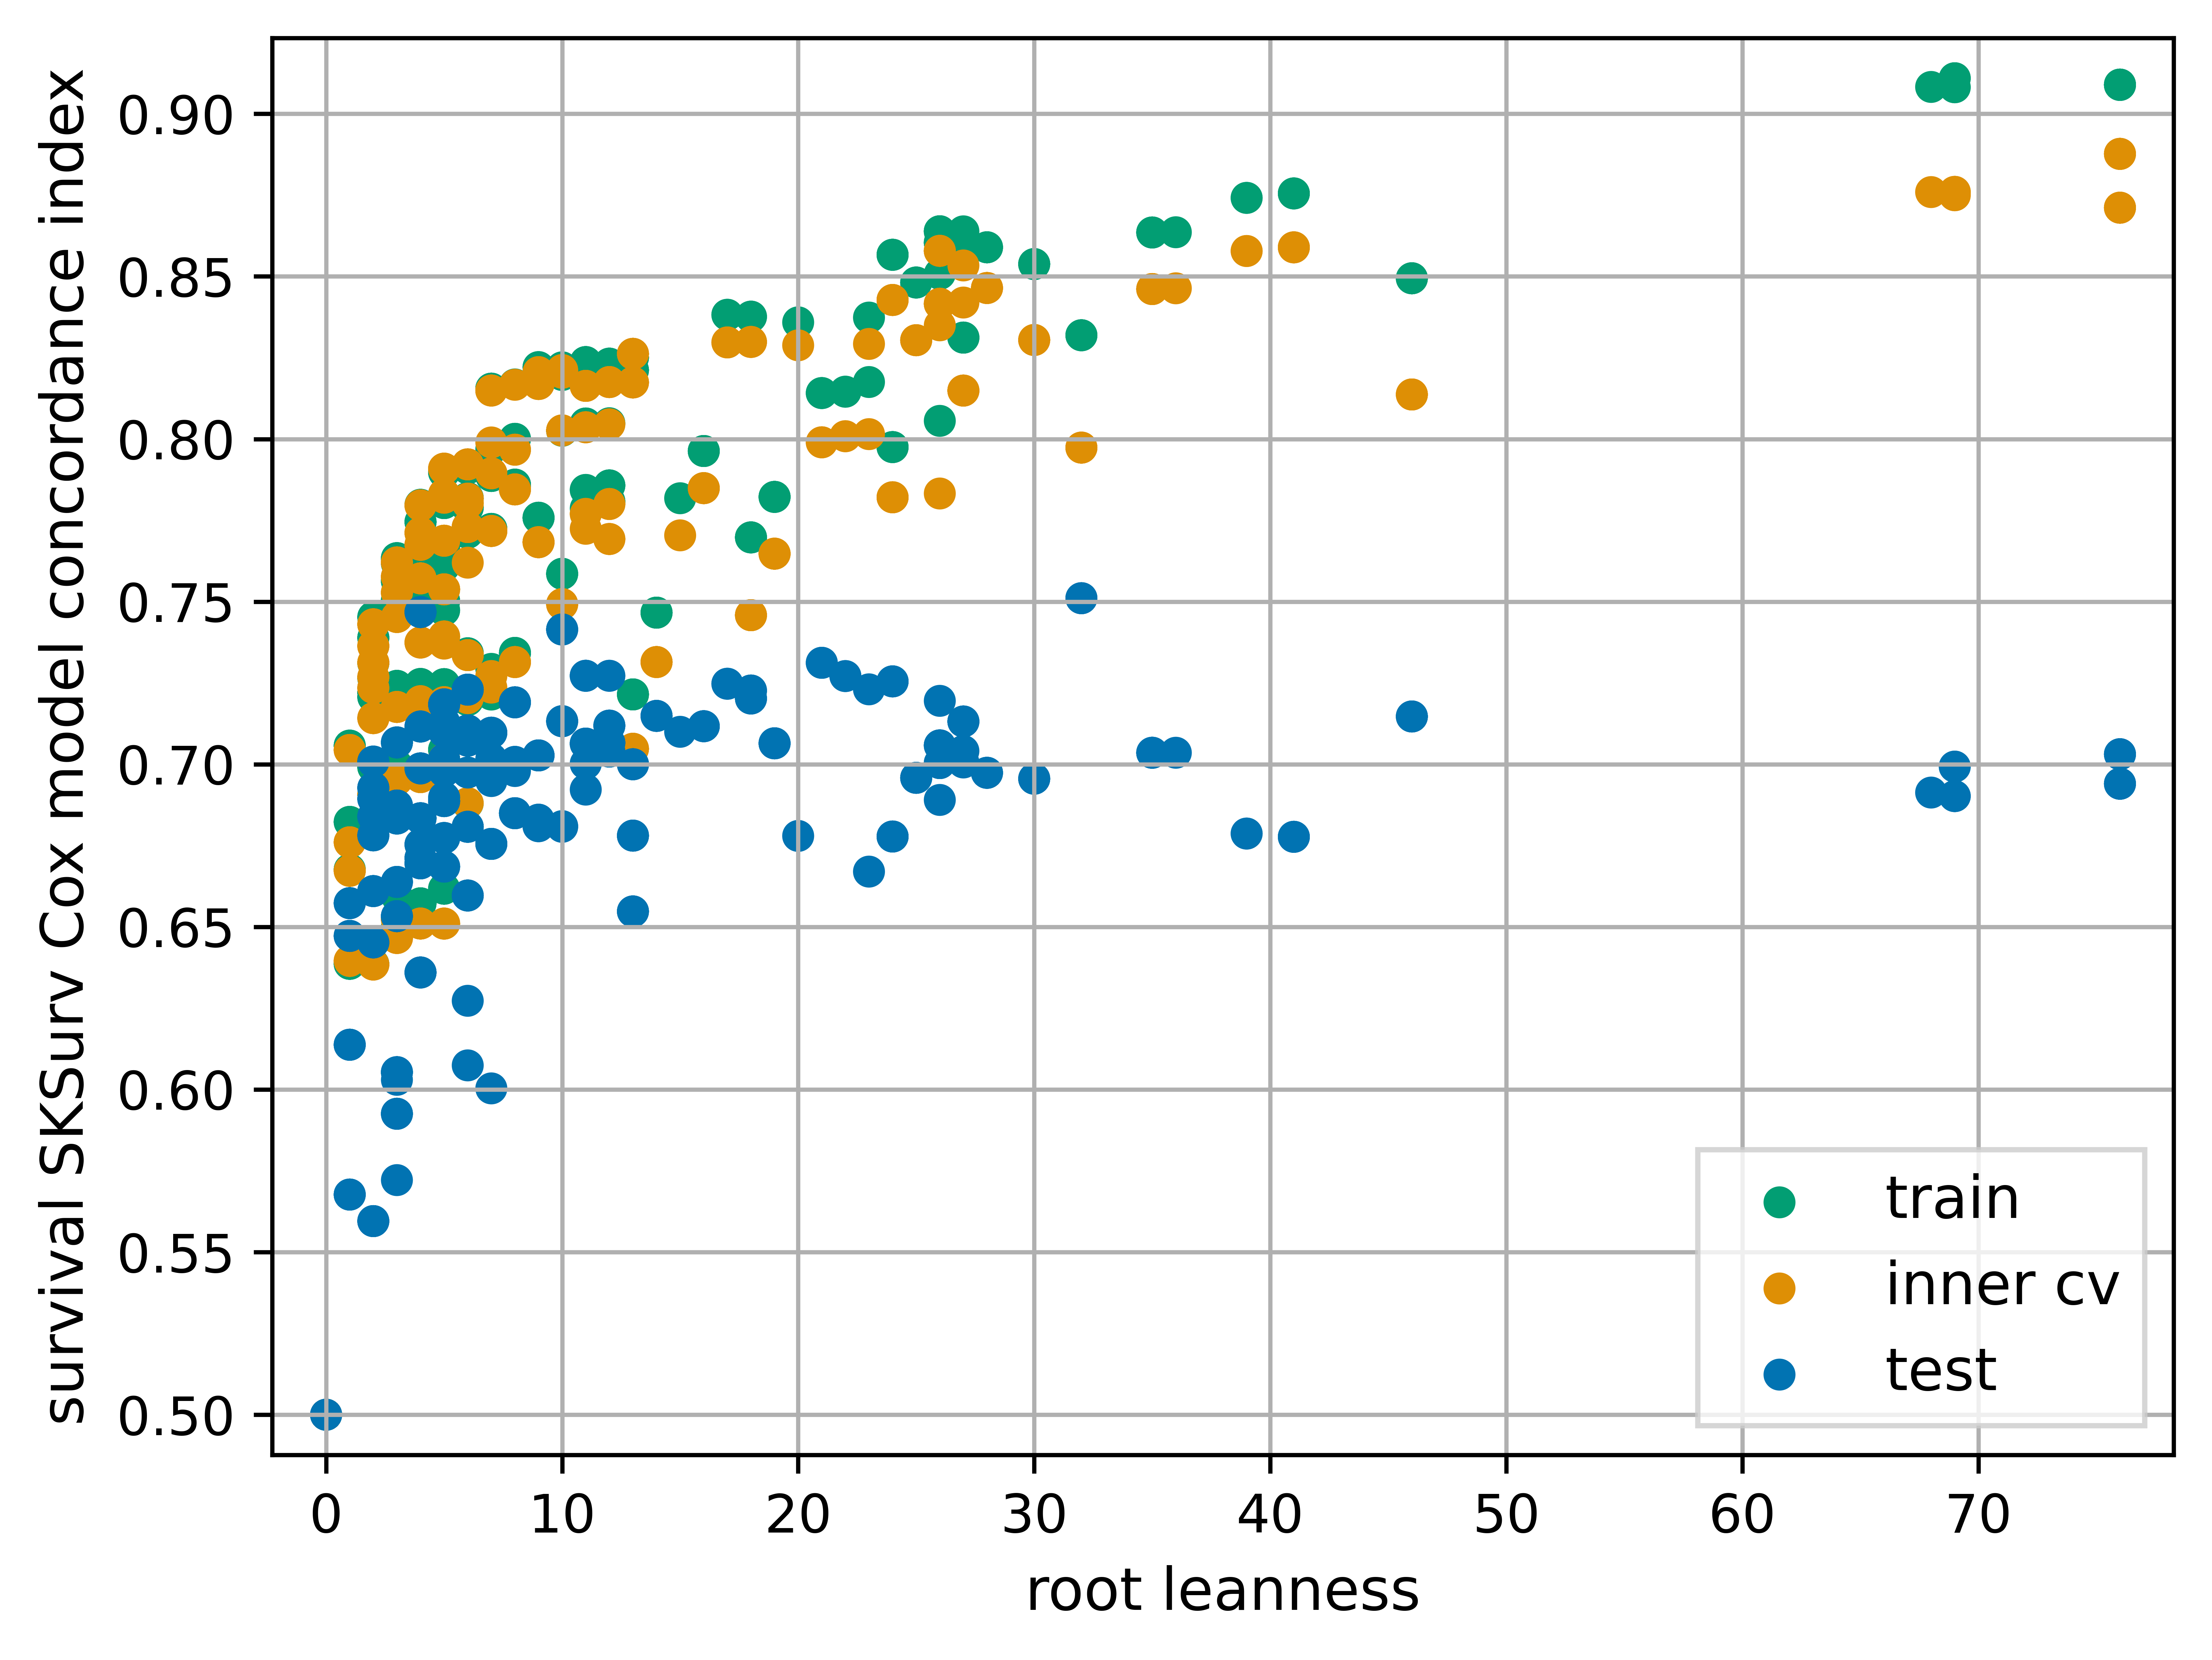 survival SKSurv Cox model concordance index
0.90
0.85
0.80
0.75
0.70
0.65
0.60
0.55
0.50
0 10 20 30 40 50 60 70
root leanness
train
inner cv
test